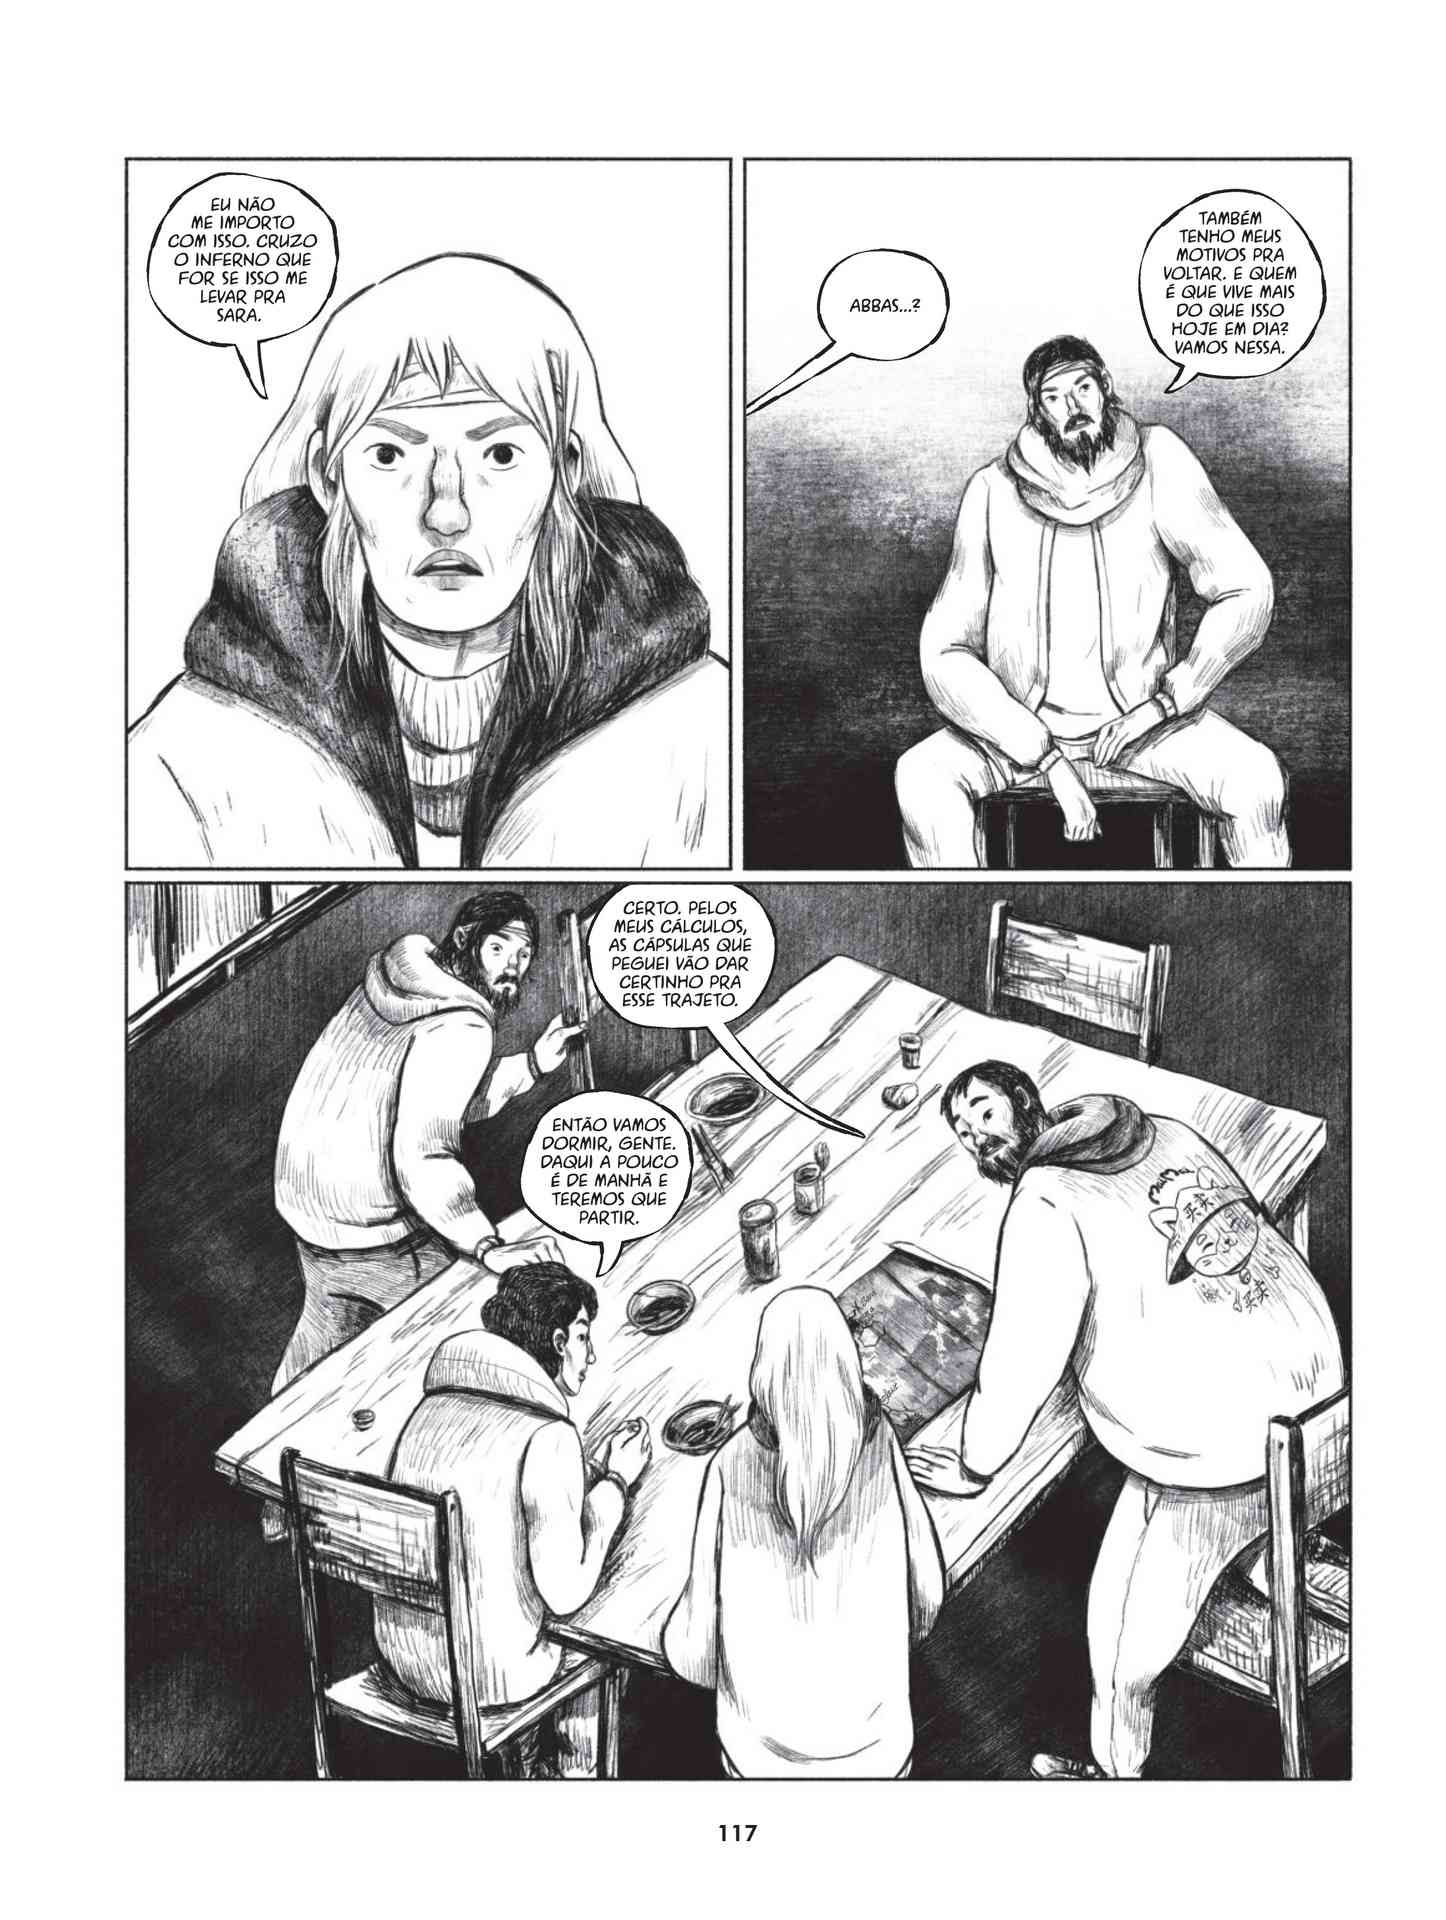 EU NÃO
ME IMPORTO
COM ISSO. CRUZO
O INFERNO QUE
FOR SE ISSO ME
LEVAR PRA
SARA.
ABBAS...?
TAMBÉM
TENHO MEUS
MOTIVOS PRA
VOLTAR. E QUEM
É QUE VIVE MAIS
DO QUE ISSO
HOJE EM DIA?
VAMOS NESSA.
CERTO. PELOS
MEUS CÁLCULOS,
AS CÁPSULAS QUE
PEGUEI VÃO DAR
CERTINHO PRA
ESSE TRAJETO.
ENTÃO VAMOS
DORMIR, GENTE.
DAQUI A POUCO
É DE MANHÃ E
TEREMOS QUE
PARTIR.
117